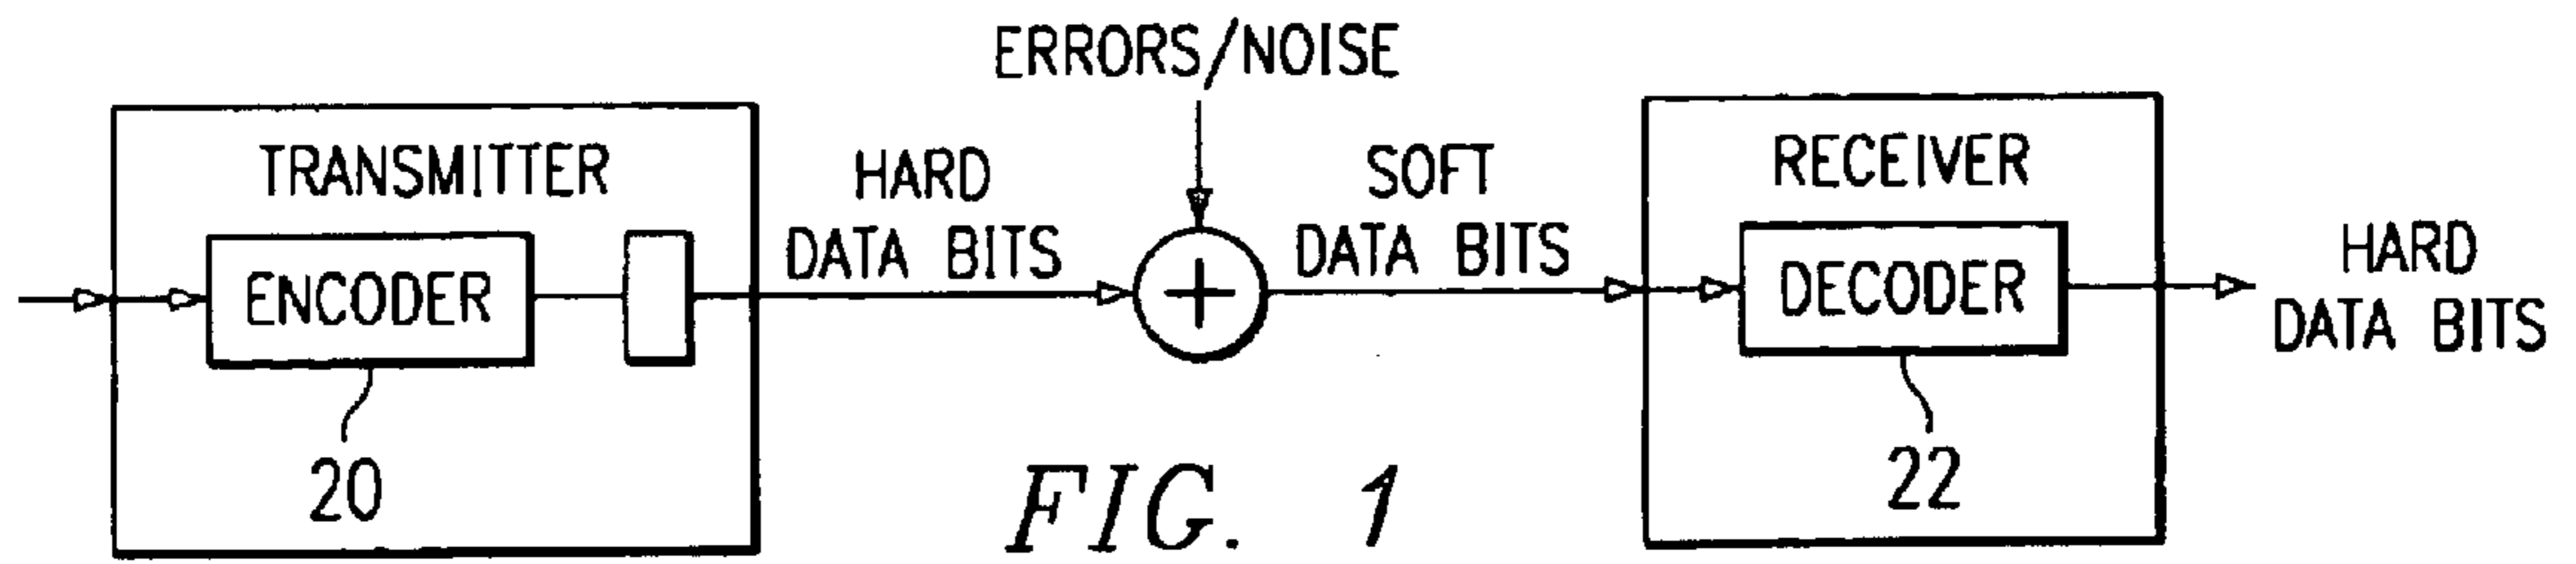 ERRORS/NOISE
TRANSMITTER
ENCODER
20
HARD
DATA BITS
+
SOFT
DATA BITS
RECEIVER
DECODER
22
HARD
DATA BITS
FIG. 1